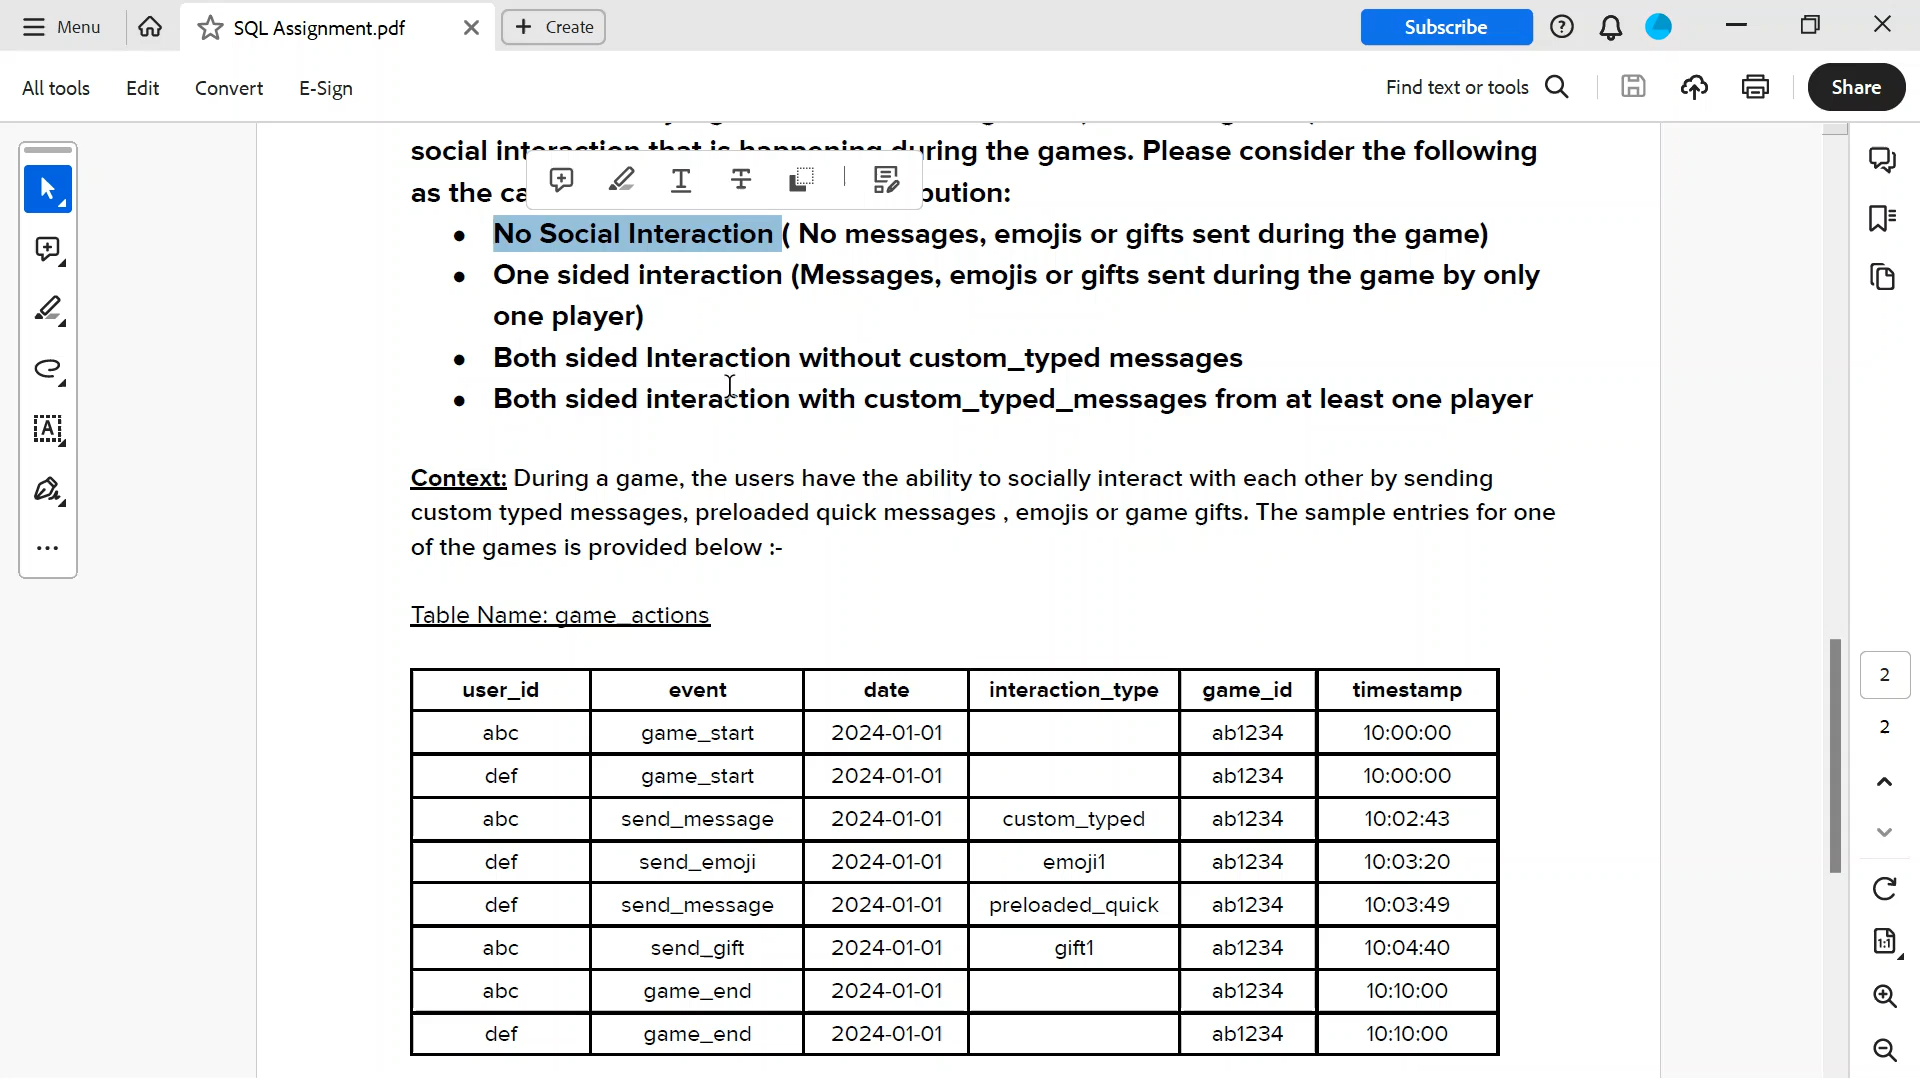 Menu
SQL Assignment.pdf
Create
Subscribe
All tools Edit Convert E-Sign
Find text or tools
Share
social interaction that is happening during the games. Please consider the following
as the ca bution:
● No Social Interaction ( No messages, emojis or gifts sent during the game)
● One sided interaction (Messages, emojis or gifts sent during the game by only
one player)
● Both sided Interaction without custom_typed messages
● Both sided interaction with custom_typed_messages from at least one player
Context: During a game, the users have the ability to socially interact with each other by sending
custom typed messages, preloaded quick messages , emojis or game gifts. The sample entries for one
of the games is provided below :-
Table Name: game_actions
user_id event date interaction_type game_id timestamp
abc game_start 2024-01-01 ab1234 10:00:00
def game_start 2024-01-01 ab1234 10:00:00
abc send_message 2024-01-01 custom_typed ab1234 10:02:43
def send_emoji 2024-01-01 emoji1 ab1234 10:03:20
def send_message 2024-01-01 preloaded_quick ab1234 10:03:49
abc send_gift 2024-01-01 gift1 ab1234 10:04:40
abc game_end 2024-01-01 ab1234 10:10:00
def game_end 2024-01-01 ab1234 10:10:00
2
2